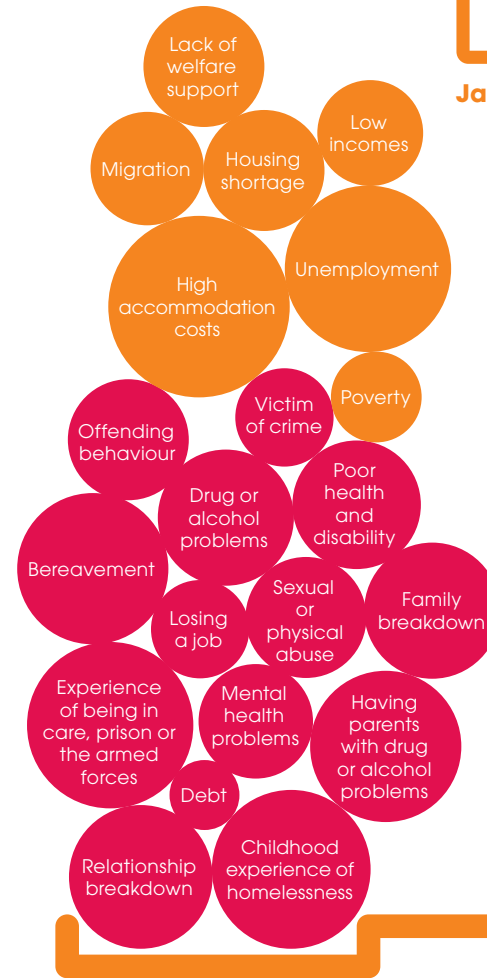 Lack of
welfare
support
Ja
Low
incomes
Migration
Housing
shortage
Unemployment
High
accommodation
costs
Poverty
Victim
of crime
Offending
behaviour
Poor
health
and
disability
Drug or
alcohol
problems
Bereavement
Sexual
or
physical
abuse
Family
breakdown
Losing
a job
Experience
of being in
care, prison or
the armed
forces
Mental
health
problems
Having
parents
with drug
or alcohol
problems
Debt
Childhood
experience of
homelessness
Relationship
breakdown